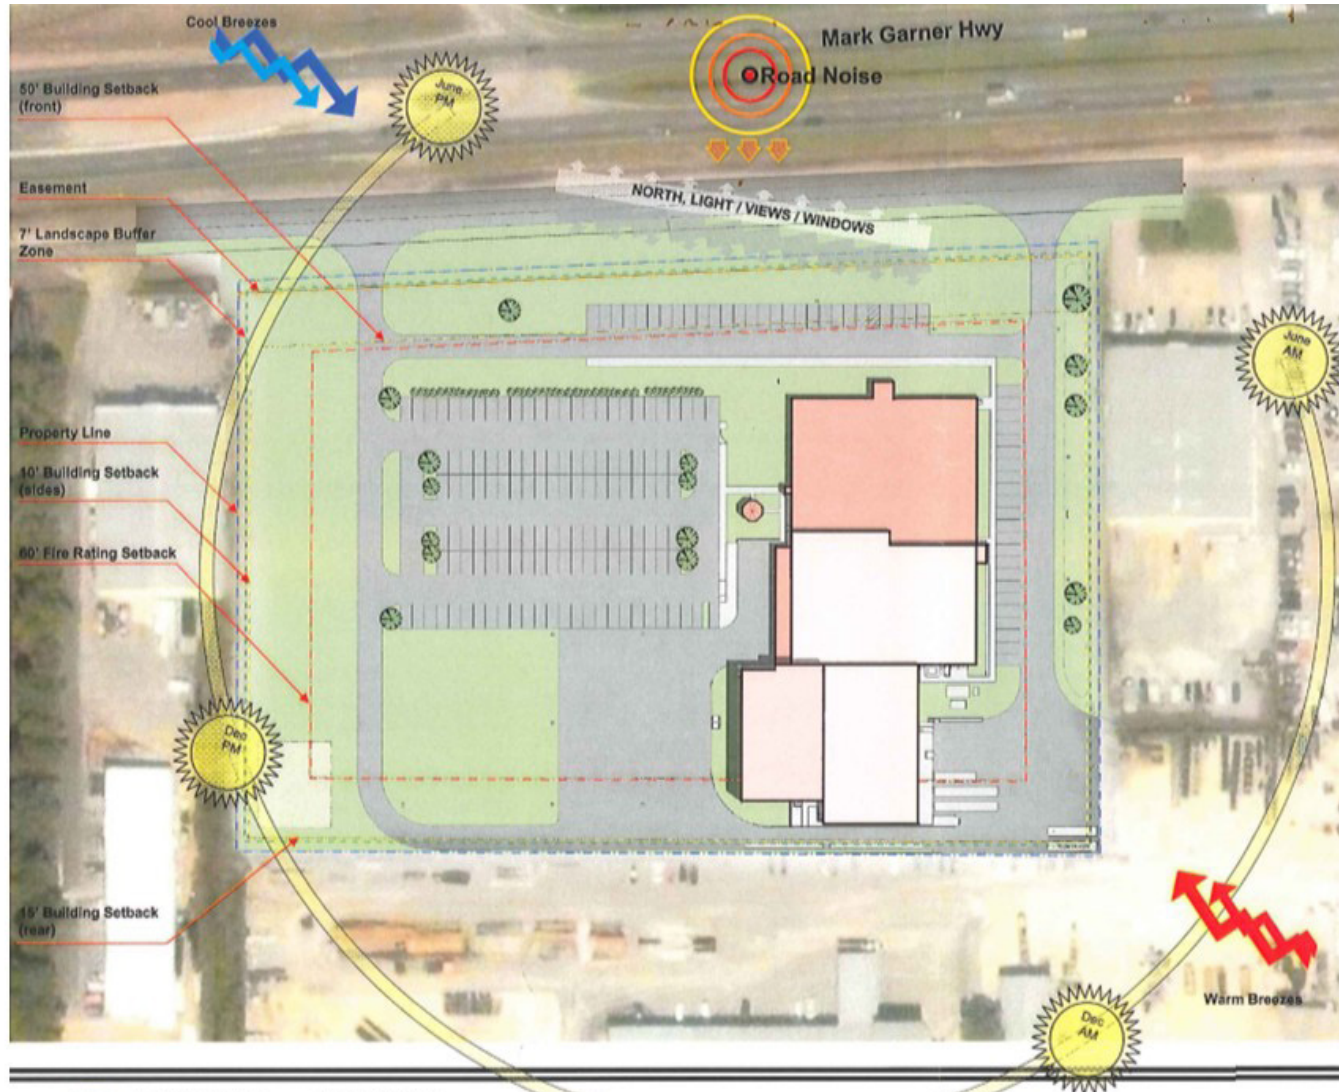 Cool Breezes
Mark Garner Hwy
Road Noise
June
PM
50' Building Setback
(front)
Easement
NORTH, LIGHT / VIEWS / WINDOWS
7' Landscape Buffer
Zone
June
AM
Property Line
40' Building Setback
(sides)
60' Fire Rating Setback
Dec
PM
15' Building Setback
(rear)
Warm Breezes
Dec
AM